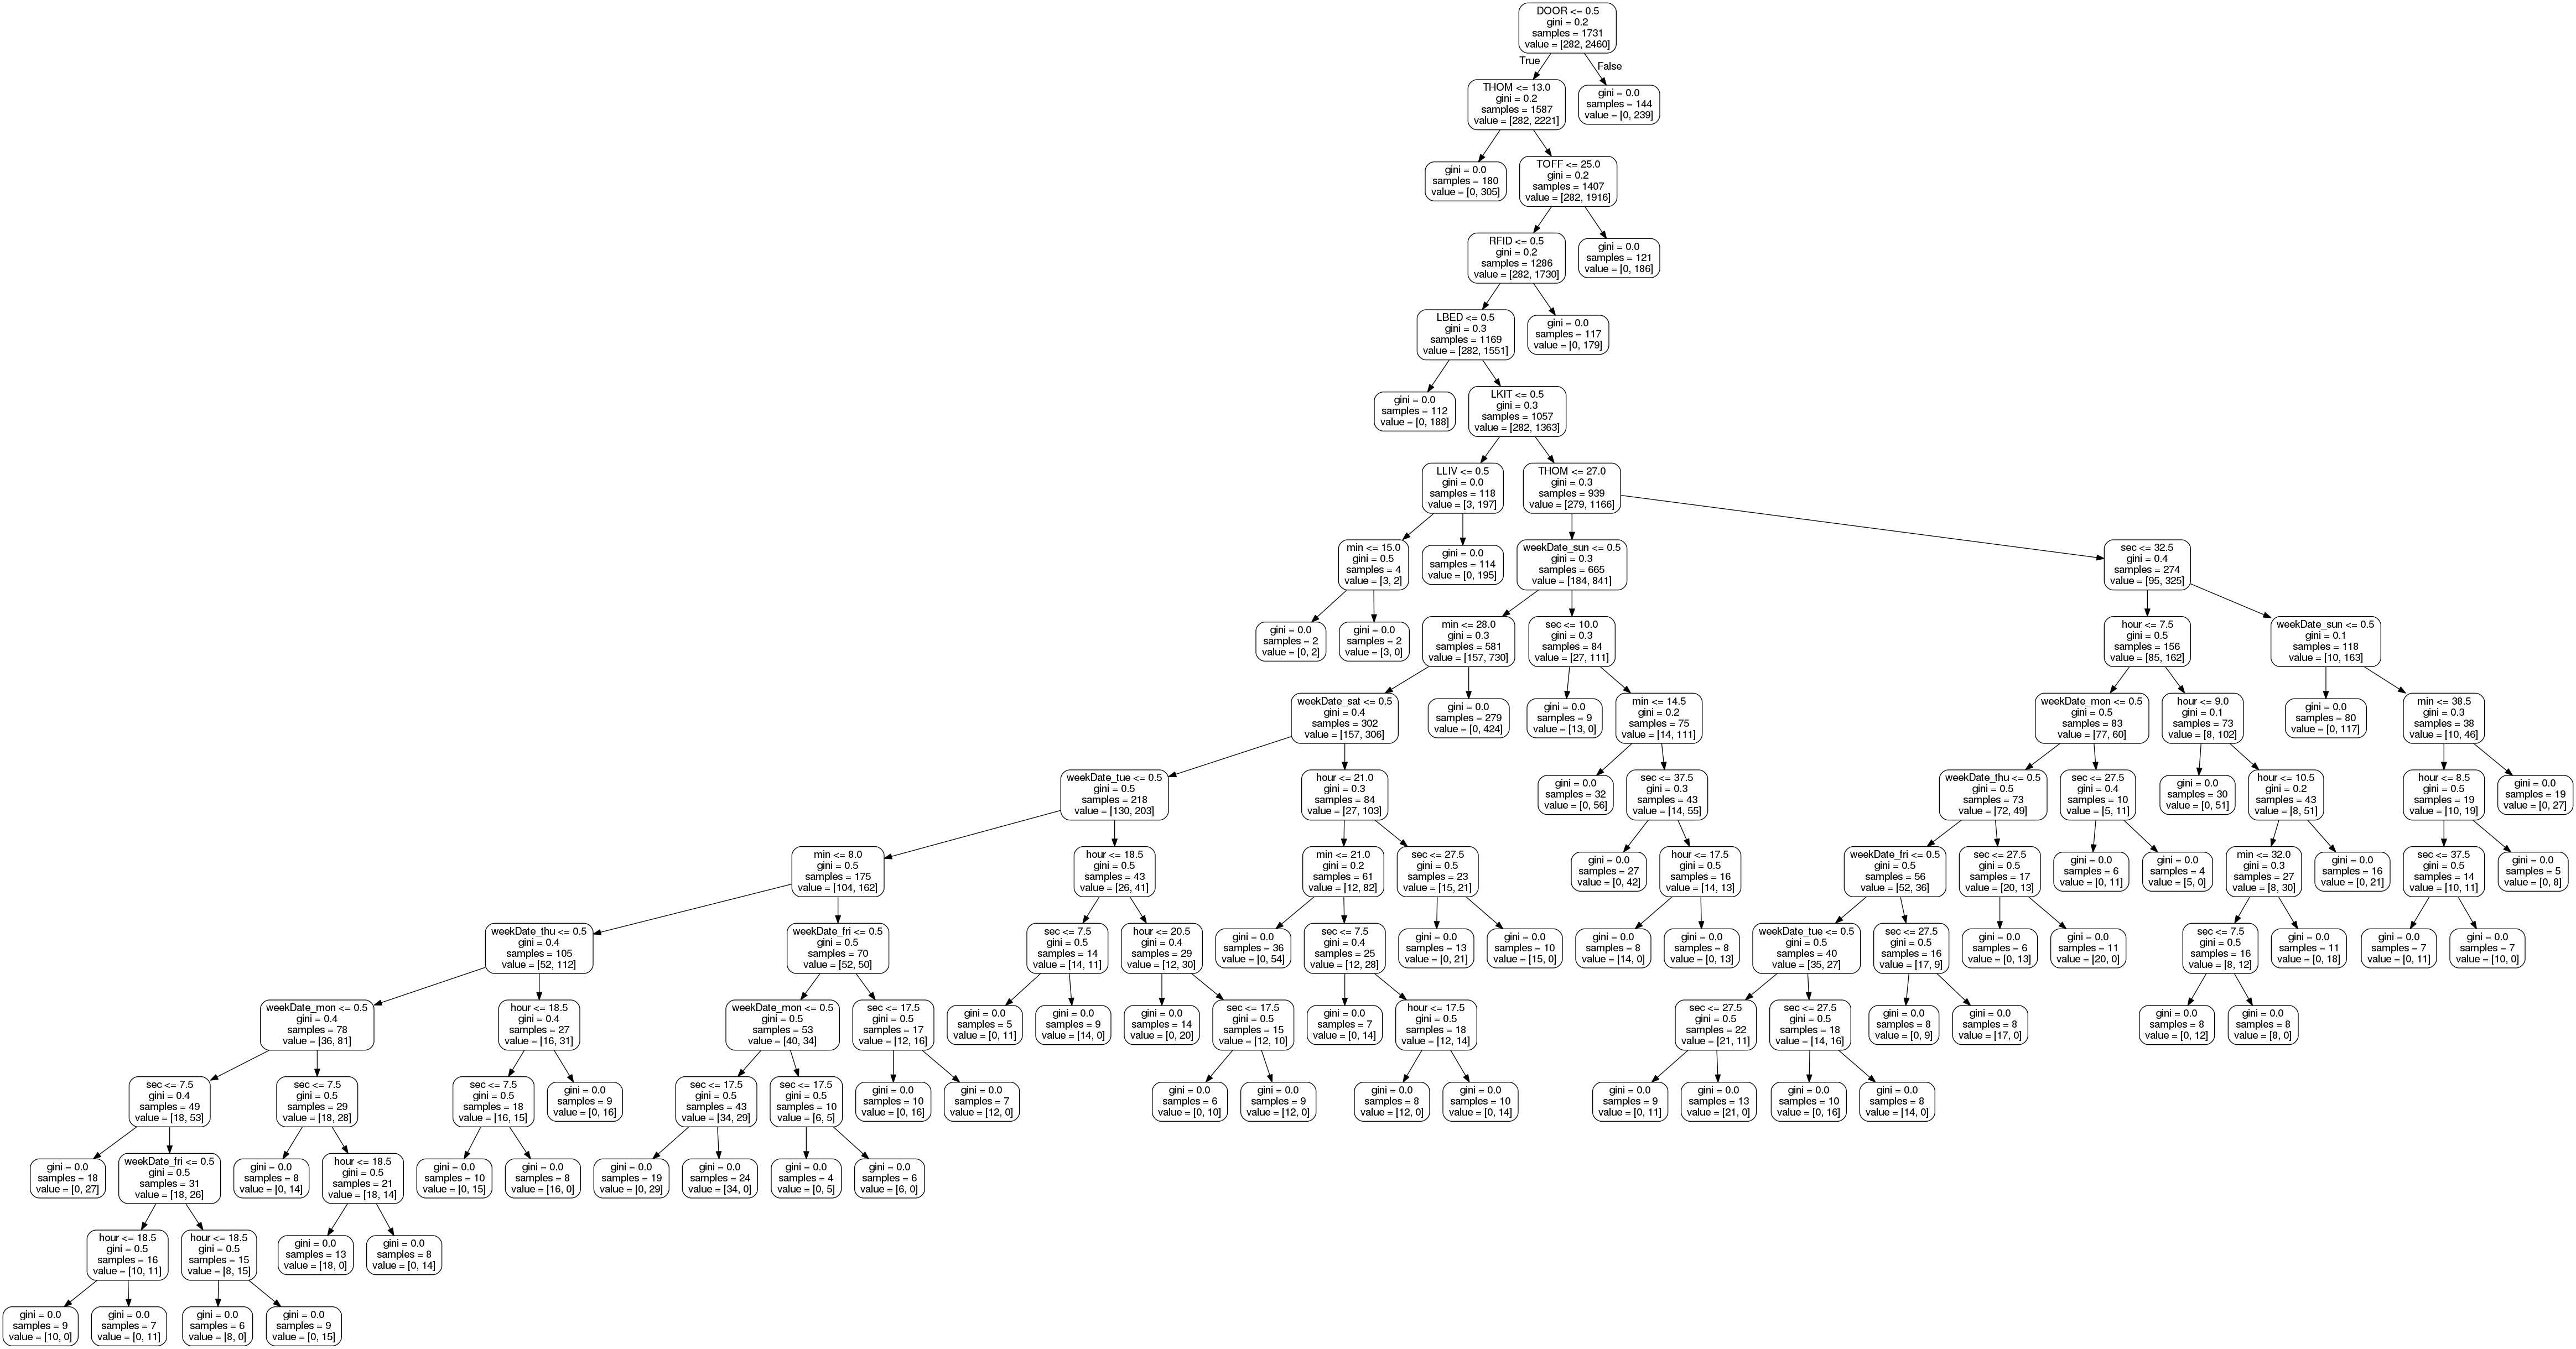 DOOR <= 0.5
gini = 0.2
samples = 1731
value = [282, 2460]
True
False
THOM <= 13.0
gini = 0.2
samples = 1587
value = [282, 2221]
gini = 0.0
samples = 144
value = [0, 239]
gini = 0.0
samples = 180
value = [0, 305]
TOFF <= 25.0
gini = 0.2
samples = 1407
value = [282, 1916]
RFID <= 0.5
gini = 0.2
samples = 1286
value = [282, 1730]
gini = 0.0
samples = 121
value = [0, 186]
LBED <= 0.5
gini = 0.3
samples = 1169
value = [282, 1551]
gini = 0.0
samples = 117
value = [0, 179]
gini = 0.0
samples = 112
value = [0, 188]
LKIT <= 0.5
gini = 0.3
samples = 1057
value = [282, 1363]
LLIV <= 0.5
gini = 0.0
samples = 118
value = [3, 197]
THOM <= 27.0
gini = 0.3
samples = 939
value = [279, 1166]
min <= 15.0
gini = 0.5
samples = 4
value = [3, 2]
gini = 0.0
samples = 114
value = [0, 195]
weekDate_sun <= 0.5
gini = 0.3
samples = 665
value = [184, 841]
sec <= 32.5
gini = 0.4
samples = 274
value = [95, 325]
gini = 0.0
samples = 2
value = [0, 2]
gini = 0.0
samples = 2
value = [3, 0]
min <= 28.0
gini = 0.3
samples = 581
value = [157, 730]
sec <= 10.0
gini = 0.3
samples = 84
value = [27, 111]
hour <= 7.5
gini = 0.5
samples = 156
value = [85, 162]
weekDate_sun <= 0.5
gini = 0.1
samples = 118
value = [10, 163]
weekDate_sat <= 0.5
gini = 0.4
samples = 302
value = [157, 306]
gini = 0.0
samples = 279
value = [0, 424]
gini = 0.0
samples = 9
value = [13, 0]
min <= 14.5
gini = 0.2
samples = 75
value = [14, 111]
weekDate_mon <= 0.5
gini = 0.5
samples = 83
value = [77, 60]
hour <= 9.0
gini = 0.1
samples = 73
value = [8, 102]
gini = 0.0
samples = 80
value = [0, 117]
min <= 38.5
gini = 0.3
samples = 38
value = [10, 46]
weekDate_tue <= 0.5
gini = 0.5
samples = 218
value = [130, 203]
hour <= 21.0
gini = 0.3
samples = 84
value = [27, 103]
gini = 0.0
samples = 32
value = [0, 56]
sec <= 37.5
gini = 0.3
samples = 43
value = [14, 55]
weekDate_thu <= 0.5
gini = 0.5
samples = 73
value = [72, 49]
sec <= 27.5
gini = 0.4
samples = 10
value = [5, 11]
gini = 0.0
samples = 30
value = [0, 51]
hour <= 10.5
gini = 0.2
samples = 43
value = [8, 51]
hour <= 8.5
gini = 0.5
samples = 19
value = [10, 19]
gini = 0.0
samples = 19
value = [0, 27]
min <= 8.0
gini = 0.5
samples = 175
value = [104, 162]
hour <= 18.5
gini = 0.5
samples = 43
value = [26, 41]
min <= 21.0
gini = 0.2
samples = 61
value = [12, 82]
sec <= 27.5
gini = 0.5
samples = 23
value = [15, 21]
gini = 0.0
samples = 27
value = [0, 42]
hour <= 17.5
gini = 0.5
samples = 16
value = [14, 13]
weekDate_fri <= 0.5
gini = 0.5
samples = 56
value = [52, 36]
sec <= 27.5
gini = 0.5
samples = 17
value = [20, 13]
gini = 0.0
samples = 6
value = [0, 11]
gini = 0.0
samples = 4
value = [5, 0]
min <= 32.0
gini = 0.3
samples = 27
value = [8, 30]
gini = 0.0
samples = 16
value = [0, 21]
sec <= 37.5
gini = 0.5
samples = 14
value = [10, 11]
gini = 0.0
samples = 5
value = [0, 8]
weekDate_thu <= 0.5
gini = 0.4
samples = 105
value = [52, 112]
weekDate_fri <= 0.5
gini = 0.5
samples = 70
value = [52, 50]
sec <= 7.5
gini = 0.5
samples = 14
value = [14, 11]
hour <= 20.5
gini = 0.4
samples = 29
value = [12, 30]
gini = 0.0
samples = 36
value = [0, 54]
sec <= 7.5
gini = 0.4
samples = 25
value = [12, 28]
gini = 0.0
samples = 13
value = [0, 21]
gini = 0.0
samples = 10
value = [15, 0]
gini = 0.0
samples = 8
value = [14, 0]
gini = 0.0
samples = 8
value = [0, 13]
weekDate_tue <= 0.5
gini = 0.5
samples = 40
value = [35, 27]
sec <= 27.5
gini = 0.5
samples = 16
value = [17, 9]
gini = 0.0
samples = 6
value = [0, 13]
gini = 0.0
samples = 11
value = [20, 0]
sec <= 7.5
gini = 0.5
samples = 16
value = [8, 12]
gini = 0.0
samples = 11
value = [0, 18]
gini = 0.0
samples = 7
value = [0, 11]
gini = 0.0
samples = 7
value = [10, 0]
weekDate_mon <= 0.5
gini = 0.4
samples = 78
value = [36, 81]
hour <= 18.5
gini = 0.4
samples = 27
value = [16, 31]
weekDate_mon <= 0.5
gini = 0.5
samples = 53
value = [40, 34]
sec <= 17.5
gini = 0.5
samples = 17
value = [12, 16]
gini = 0.0
samples = 5
value = [0, 11]
gini = 0.0
samples = 9
value = [14, 0]
gini = 0.0
samples = 14
value = [0, 20]
sec <= 17.5
gini = 0.5
samples = 15
value = [12, 10]
gini = 0.0
samples = 7
value = [0, 14]
hour <= 17.5
gini = 0.5
samples = 18
value = [12, 14]
sec <= 27.5
gini = 0.5
samples = 22
value = [21, 11]
sec <= 27.5
gini = 0.5
samples = 18
value = [14, 16]
gini = 0.0
samples = 8
value = [0, 9]
gini = 0.0
samples = 8
value = [17, 0]
gini = 0.0
samples = 8
value = [0, 12]
gini = 0.0
samples = 8
value = [8, 0]
sec <= 7.5
gini = 0.4
samples = 49
value = [18, 53]
sec <= 7.5
gini = 0.5
samples = 29
value = [18, 28]
sec <= 7.5
gini = 0.5
samples = 18
value = [16, 15]
gini = 0.0
samples = 9
value = [0, 16]
sec <= 17.5
gini = 0.5
samples = 43
value = [34, 29]
sec <= 17.5
gini = 0.5
samples = 10
value = [6, 5]
gini = 0.0
samples = 10
value = [0, 16]
gini = 0.0
samples = 7
value = [12, 0]
gini = 0.0
samples = 6
value = [0, 10]
gini = 0.0
samples = 9
value = [12, 0]
gini = 0.0
samples = 8
value = [12, 0]
gini = 0.0
samples = 10
value = [0, 14]
gini = 0.0
samples = 9
value = [0, 11]
gini = 0.0
samples = 13
value = [21, 0]
gini = 0.0
samples = 10
value = [0, 16]
gini = 0.0
samples = 8
value = [14, 0]
gini = 0.0
samples = 18
value = [0, 27]
weekDate_fri <= 0.5
gini = 0.5
samples = 31
value = [18, 26]
gini = 0.0
samples = 8
value = [0, 14]
hour <= 18.5
gini = 0.5
samples = 21
value = [18, 14]
gini = 0.0
samples = 10
value = [0, 15]
gini = 0.0
samples = 8
value = [16, 0]
gini = 0.0
samples = 19
value = [0, 29]
gini = 0.0
samples = 24
value = [34, 0]
gini = 0.0
samples = 4
value = [0, 5]
gini = 0.0
samples = 6
value = [6, 0]
hour <= 18.5
gini = 0.5
samples = 16
value = [10, 11]
hour <= 18.5
gini = 0.5
samples = 15
value = [8, 15]
gini = 0.0
samples = 13
value = [18, 0]
gini = 0.0
samples = 8
value = [0, 14]
gini = 0.0
samples = 9
value = [10, 0]
gini = 0.0
samples = 7
value = [0, 11]
gini = 0.0
samples = 6
value = [8, 0]
gini = 0.0
samples = 9
value = [0, 15]